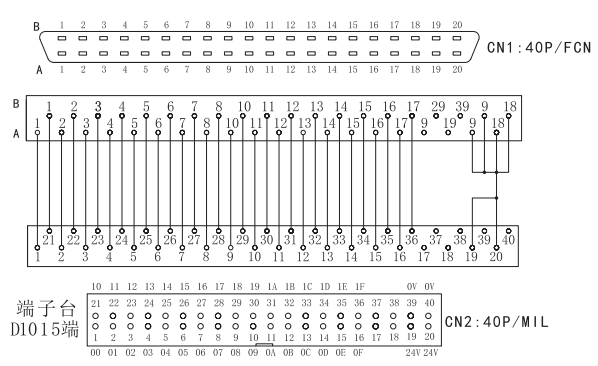 B 1 2 3 4 5 6 7 8 9 10 11 12 13 14 15 16 17 18 19 20
CN1:40P/FCN
A 1 2 3 4 5 6 7 8 9 10 11 12 13 14 15 16 17 18 19 20
B 1 2 3 4 5 6 7 8 10 11 12 13 14 15 16 17 29 39 9 18
A 1 2 3 4 5 6 7 8 10 11 12 13 14 15 16 17 9 19 9 18
21 22 23 24 25 26 27 28 29 30 31 32 33 34 35 36 37 38 39 40
1 2 3 4 5 6 7 8 9 10 11 12 13 14 15 16 17 18 19 20
10 11 12 13 14 15 16 17 18 19 1A 1B 1C 1D 1E 1F 0V 0V
21 22 23 24 25 26 27 28 29 30 31 32 33 34 35 36 37 38 39 40
端子台
D1015端
CN2:40P/MIL
1 2 3 4 5 6 7 8 9 10 11 12 13 14 15 16 17 18 19 20
00 01 02 03 04 05 06 07 08 09 0A 0B 0C 0D 0E 0F 24V 24V